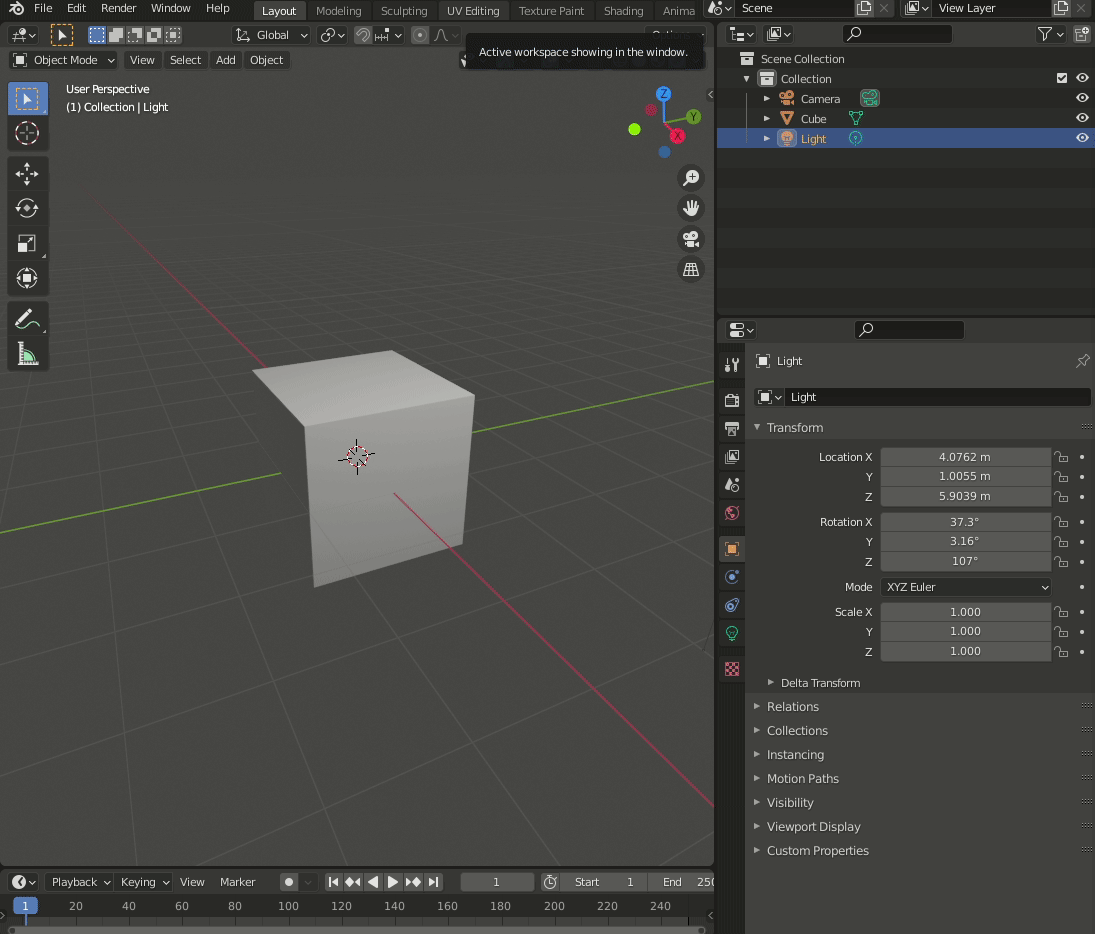 File Edit Render Window Help Layout Modeling Sculpting UV Editing Texture Paint Shading Anima Scene View Layer
Global
Active workspace showing in the window.
Object Mode View Select Add Object
User Perspective
(1) Collection | Light
Z
Y
X
Scene Collection
Collection
Camera
Cube
Light
Light
Light
Transform
Location X 4.0762 m
Y 1.0055 m
Z 5.9039 m
Rotation X 37.3°
Y 3.16°
Z 107°
Mode XYZ Euler
Scale X 1.000
Y 1.000
Z 1.000
Delta Transform
Relations
Collections
Instancing
Motion Paths
Visibility
Viewport Display
Custom Properties
Playback Keying View Marker 1 Start 1 End 250
1 20 40 60 80 100 120 140 160 180 200 220 240